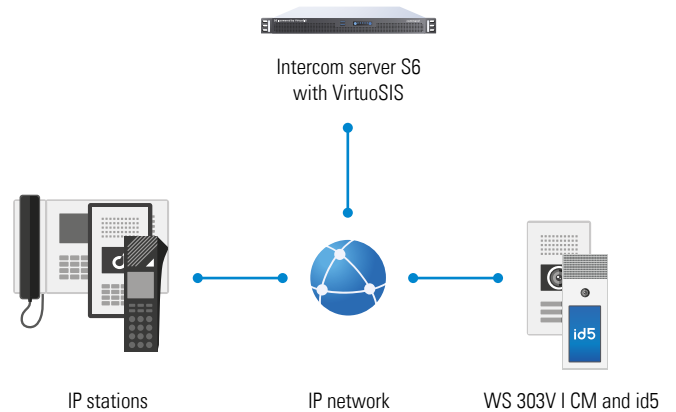 Intercom server S6
with VirtuoSIS
id5
IP stations
IP network
WS 303V I CM and id5